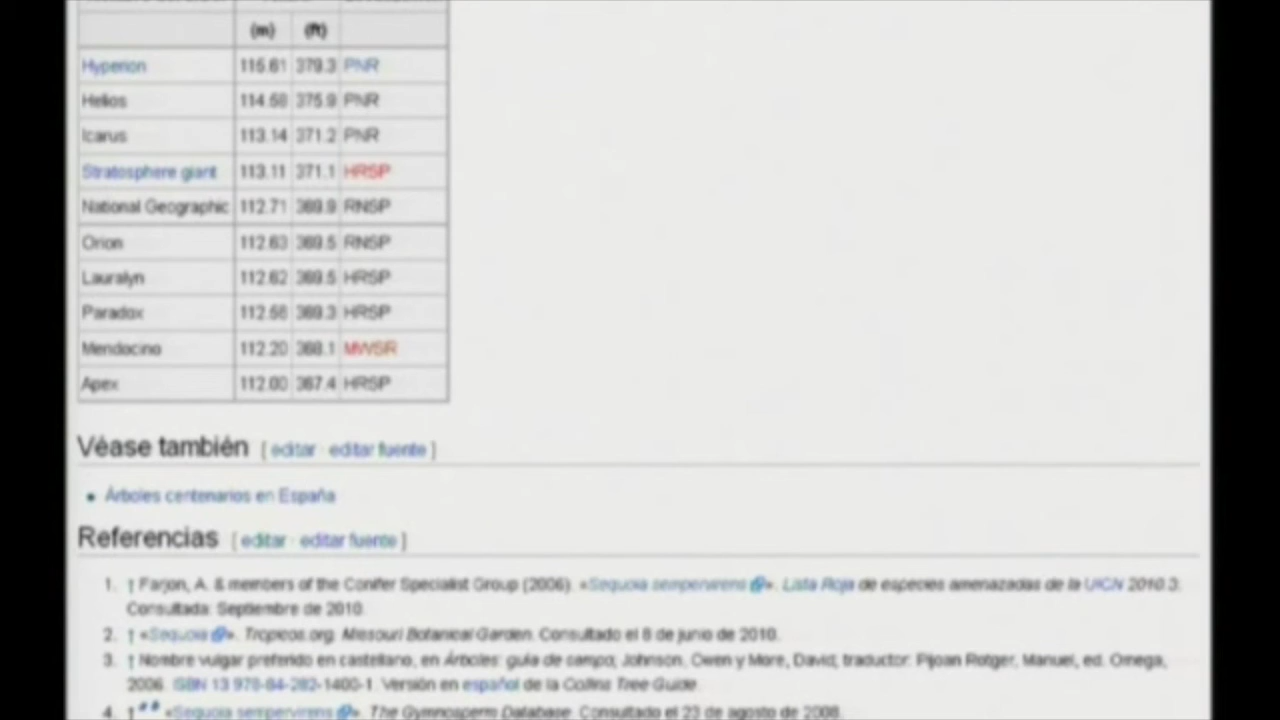 (m) (ft)
Hyperion 115.61 379.3 PNR
Helios 114.58 375.9 PNR
Icarus 113.14 371.2 PNR
Stratosphere giant 113.11 371.1 HRSP
National Geographic 112.71 369.9 RNSP
Orion 112.63 369.5 RNSP
Lauralyn 112.62 369.5 HRSP
Paradox 112.56 369.3 HRSP
Mendocino 112.20 368.1 MWSR
Apex 112.00 367.4 HRSP
Véase también [ editar · editar fuente ]
• Árboles centenarios en España
Referencias [ editar · editar fuente ]
1. ↑ Farjon, A. & members of the Conifer Specialist Group (2006). «Sequoia sempervirens». Lista Roja de especies amenazadas de la UICN 2010.3.
Consultada: Septiembre de 2010.
2. ↑ «Sequoia». Tropicos.org. Missouri Botanical Garden. Consultado el 8 de junio de 2010.
3. ↑ Nombre vulgar preferido en castellano, en Árboles: guía de campo; Johnson, Owen y More, David; traductor: Pijoan Rotger, Manuel, ed. Omega,
2006. ISBN 13 978-84-282-1400-1. Versión en español de la Collins Tree Guide.
4. ↑ «Sequoia sempervirens». The Gymnosperm Database. Consultado el 23 de agosto de 2008.